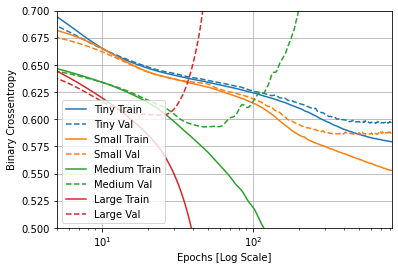 0.700
0.675
0.650
0.625
0.600
0.575
0.550
0.525
0.500
Binary Crossentropy
Tiny Train
Tiny Val
Small Train
Small Val
Medium Train
Medium Val
Large Train
Large Val
10¹ 10²
Epochs [Log Scale]